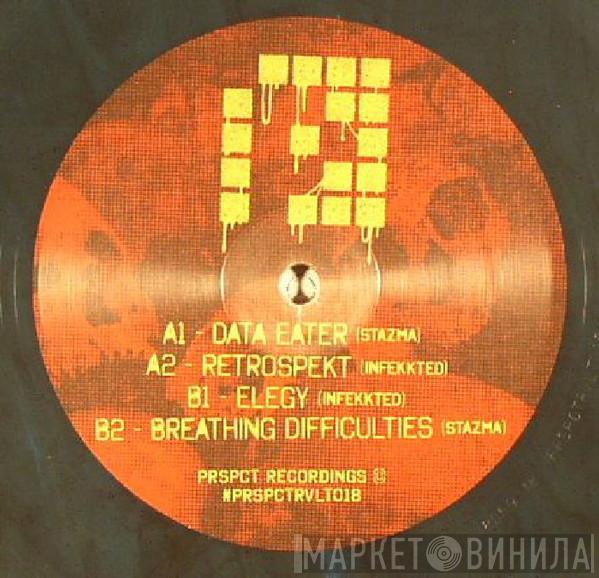 A1 - DATA EATER (STAZMA)
A2 - RETROSPEKT (INFEKKTED)
B1 - ELEGY (INFEKKTED)
B2 - BREATHING DIFFICULTIES (STAZMA)
PRSPCT RECORDINGS ©
#PRSPCTRVLT018
МАРКЕТ ВИНИЛА